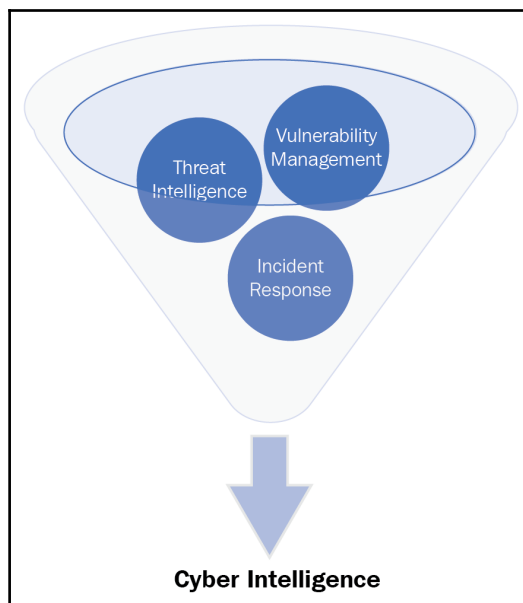 Vulnerability
Management
Threat
Intelligence
Incident
Response
Cyber Intelligence